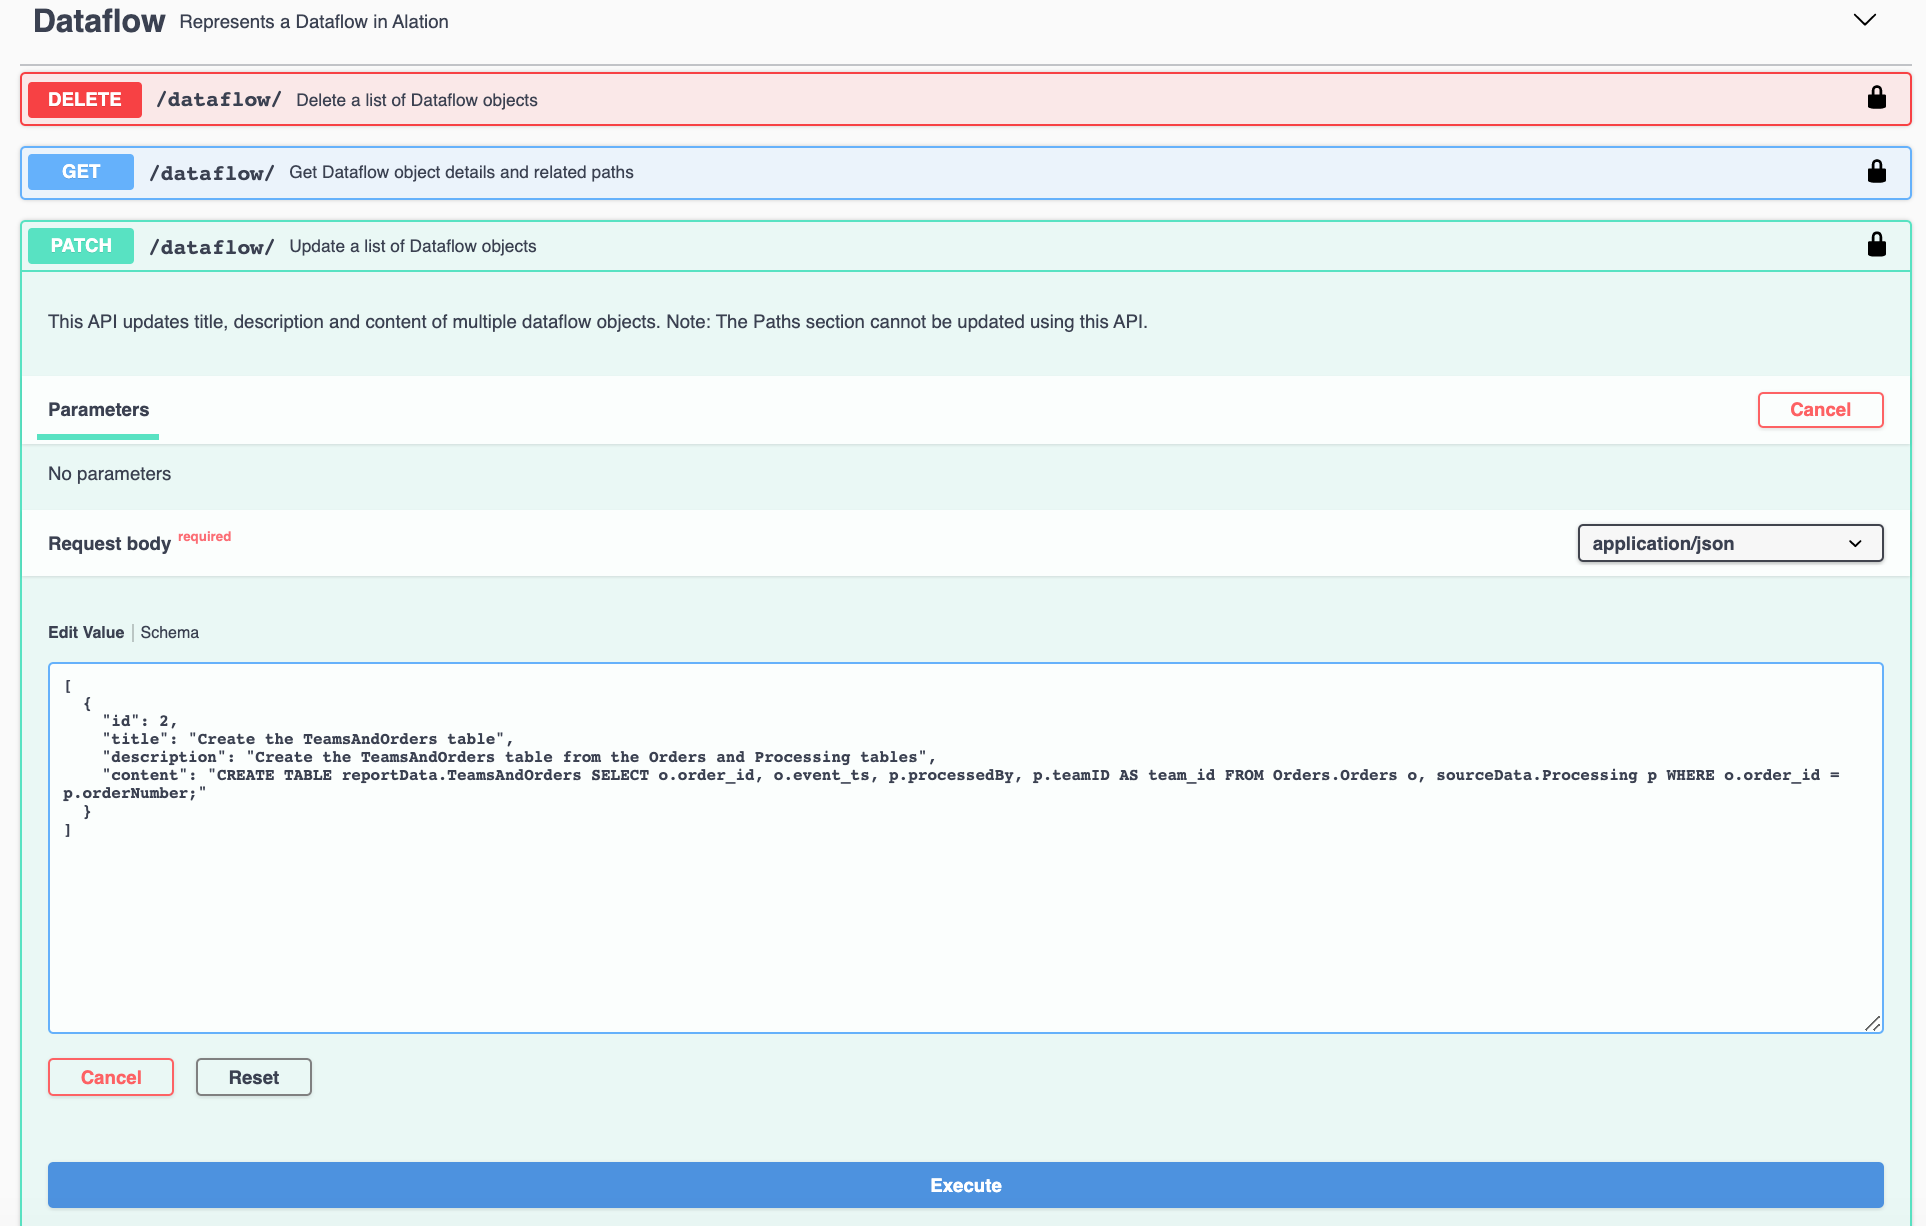 Dataflow Represents a Dataflow in Alation
DELETE /dataflow/ Delete a list of Dataflow objects
GET /dataflow/ Get Dataflow object details and related paths
PATCH /dataflow/ Update a list of Dataflow objects
This API updates title, description and content of multiple dataflow objects. Note: The Paths section cannot be updated using this API.
Parameters Cancel
No parameters
Request body required application/json
Edit Value | Schema
[
  {
    "id": 2,
    "title": "Create the TeamsAndOrders table",
    "description": "Create the TeamsAndOrders table from the Orders and Processing tables",
    "content": "CREATE TABLE reportData.TeamsAndOrders SELECT o.order_id, o.event_ts, p.processedBy, p.teamID AS team_id FROM Orders.Orders o, sourceData.Processing p WHERE o.order_id =
p.orderNumber;"
  }
]
Cancel Reset
Execute